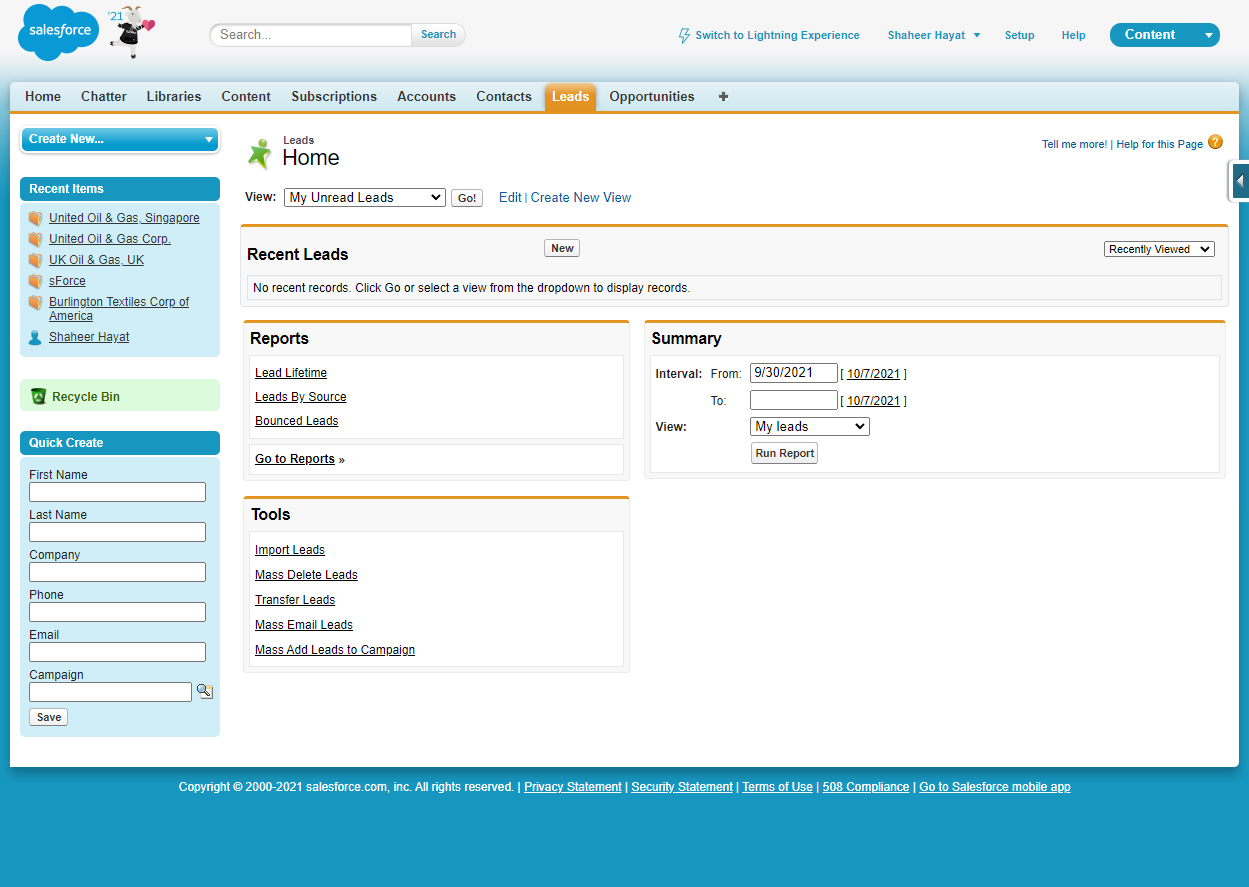 salesforce
'21
Search...
Search
Switch to Lightning Experience
Shaheer Hayat
Setup
Help
Content
Home
Chatter
Libraries
Content
Subscriptions
Accounts
Contacts
Leads
Opportunities
+
Create New...
Recent Items
United Oil & Gas, Singapore
United Oil & Gas Corp.
UK Oil & Gas, UK
sForce
Burlington Textiles Corp of
America
Shaheer Hayat
Recycle Bin
Quick Create
First Name
Last Name
Company
Phone
Email
Campaign
Save
Leads
Home
Tell me more! | Help for this Page
?
View: My Unread Leads Go! Edit | Create New View
Recent Leads
New
Recently Viewed
No recent records. Click Go or select a view from the dropdown to display records.
Reports
Lead Lifetime
Leads By Source
Bounced Leads
Go to Reports »
Summary
Interval: From: 9/30/2021 [ 10/7/2021 ]
To: [ 10/7/2021 ]
View: My leads
Run Report
Tools
Import Leads
Mass Delete Leads
Transfer Leads
Mass Email Leads
Mass Add Leads to Campaign
Copyright © 2000-2021 salesforce.com, inc. All rights reserved. | Privacy Statement | Security Statement | Terms of Use | 508 Compliance | Go to Salesforce mobile app